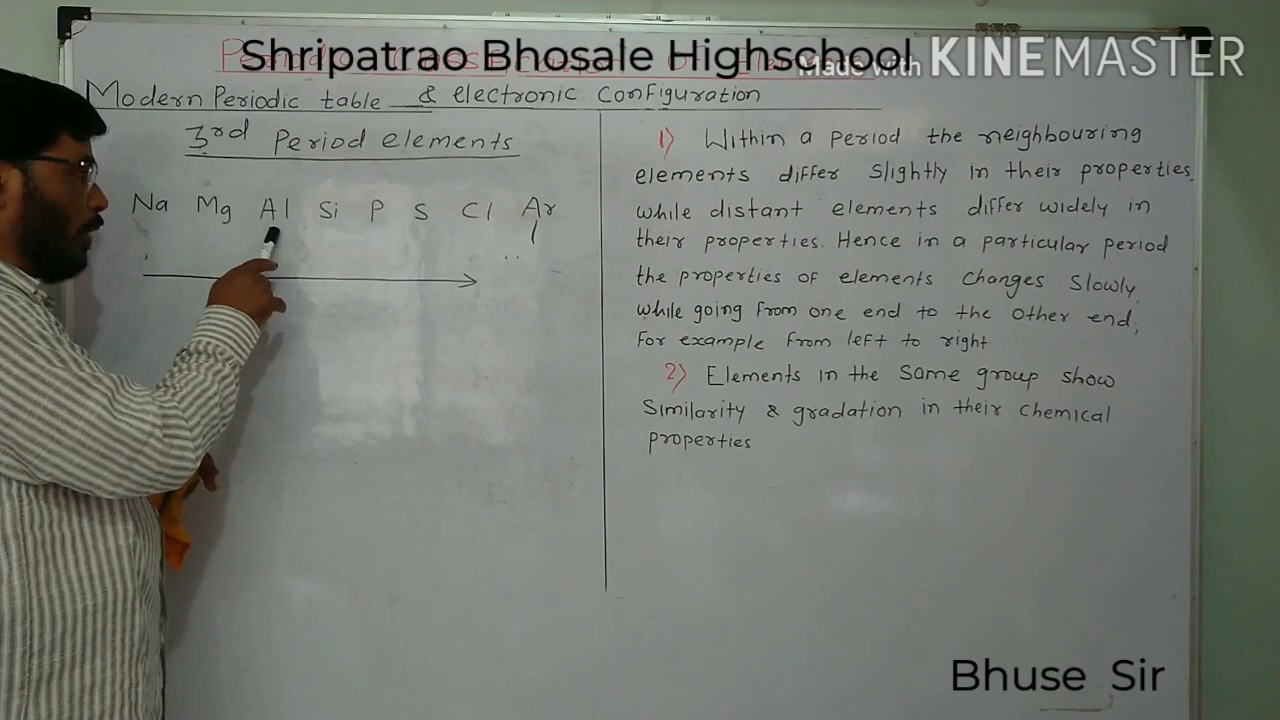 Shripatrao Bhosale Highschool
Made with KINEMASTER
Modern Periodic table & electronic configuration
3rd Period elements
Na Mg Al Si P S Cl Ar
1) Within a period the neighbouring
elements differ slightly in their properties.
while distant elements differ widely in
their properties. Hence in a particular period
the properties of elements changes slowly,
while going from one end to the other end,
for example from left to right
2) Elements in the same group show
similarity & gradation in their chemical
properties
Bhuse Sir